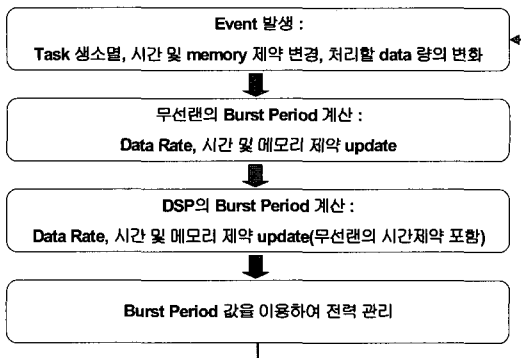 Event 발생 :
Task 생소멸, 시간 및 memory 제약 변경, 처리할 data 량의 변화
무선랜의 Burst Period 계산 :
Data Rate, 시간 및 메모리 제약 update
DSP의 Burst Period 계산 :
Data Rate, 시간 및 메모리 제약 update(무선랜의 시간제약 포함)
Burst Period 값을 이용하여 전력 관리